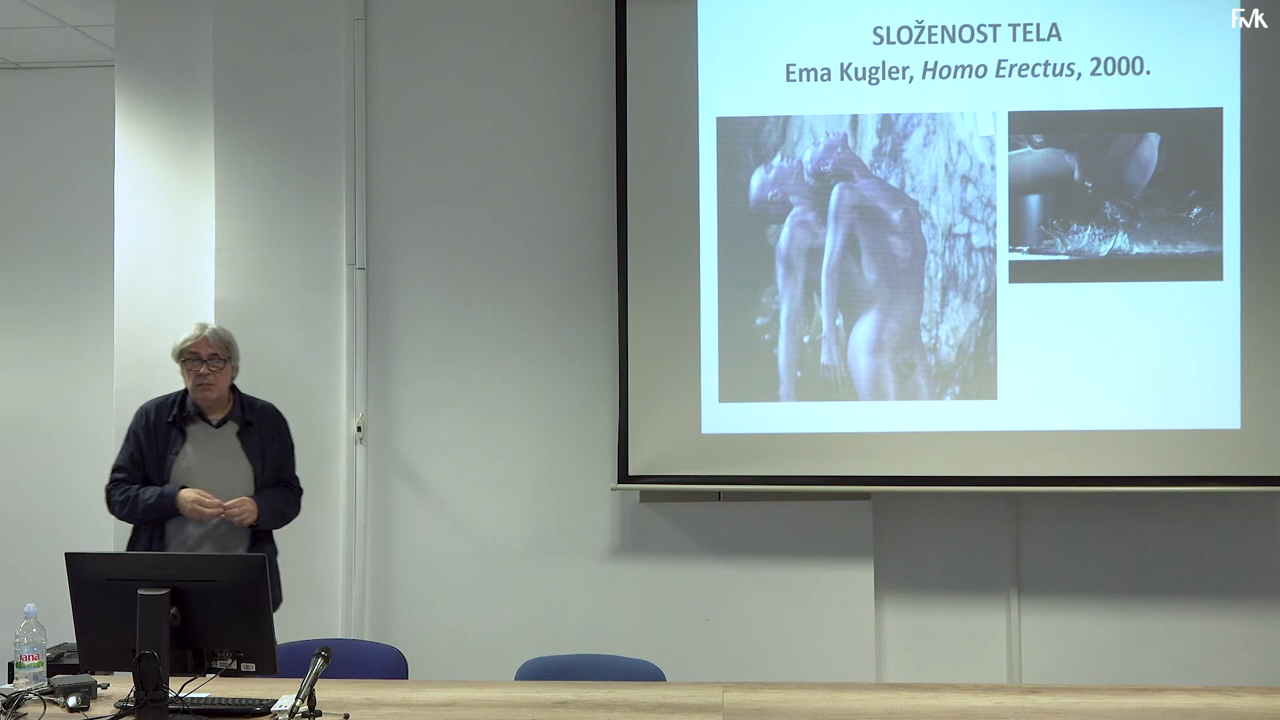 FMK
SLOŽENOST TELA
Ema Kugler, Homo Erectus, 2000.
jana